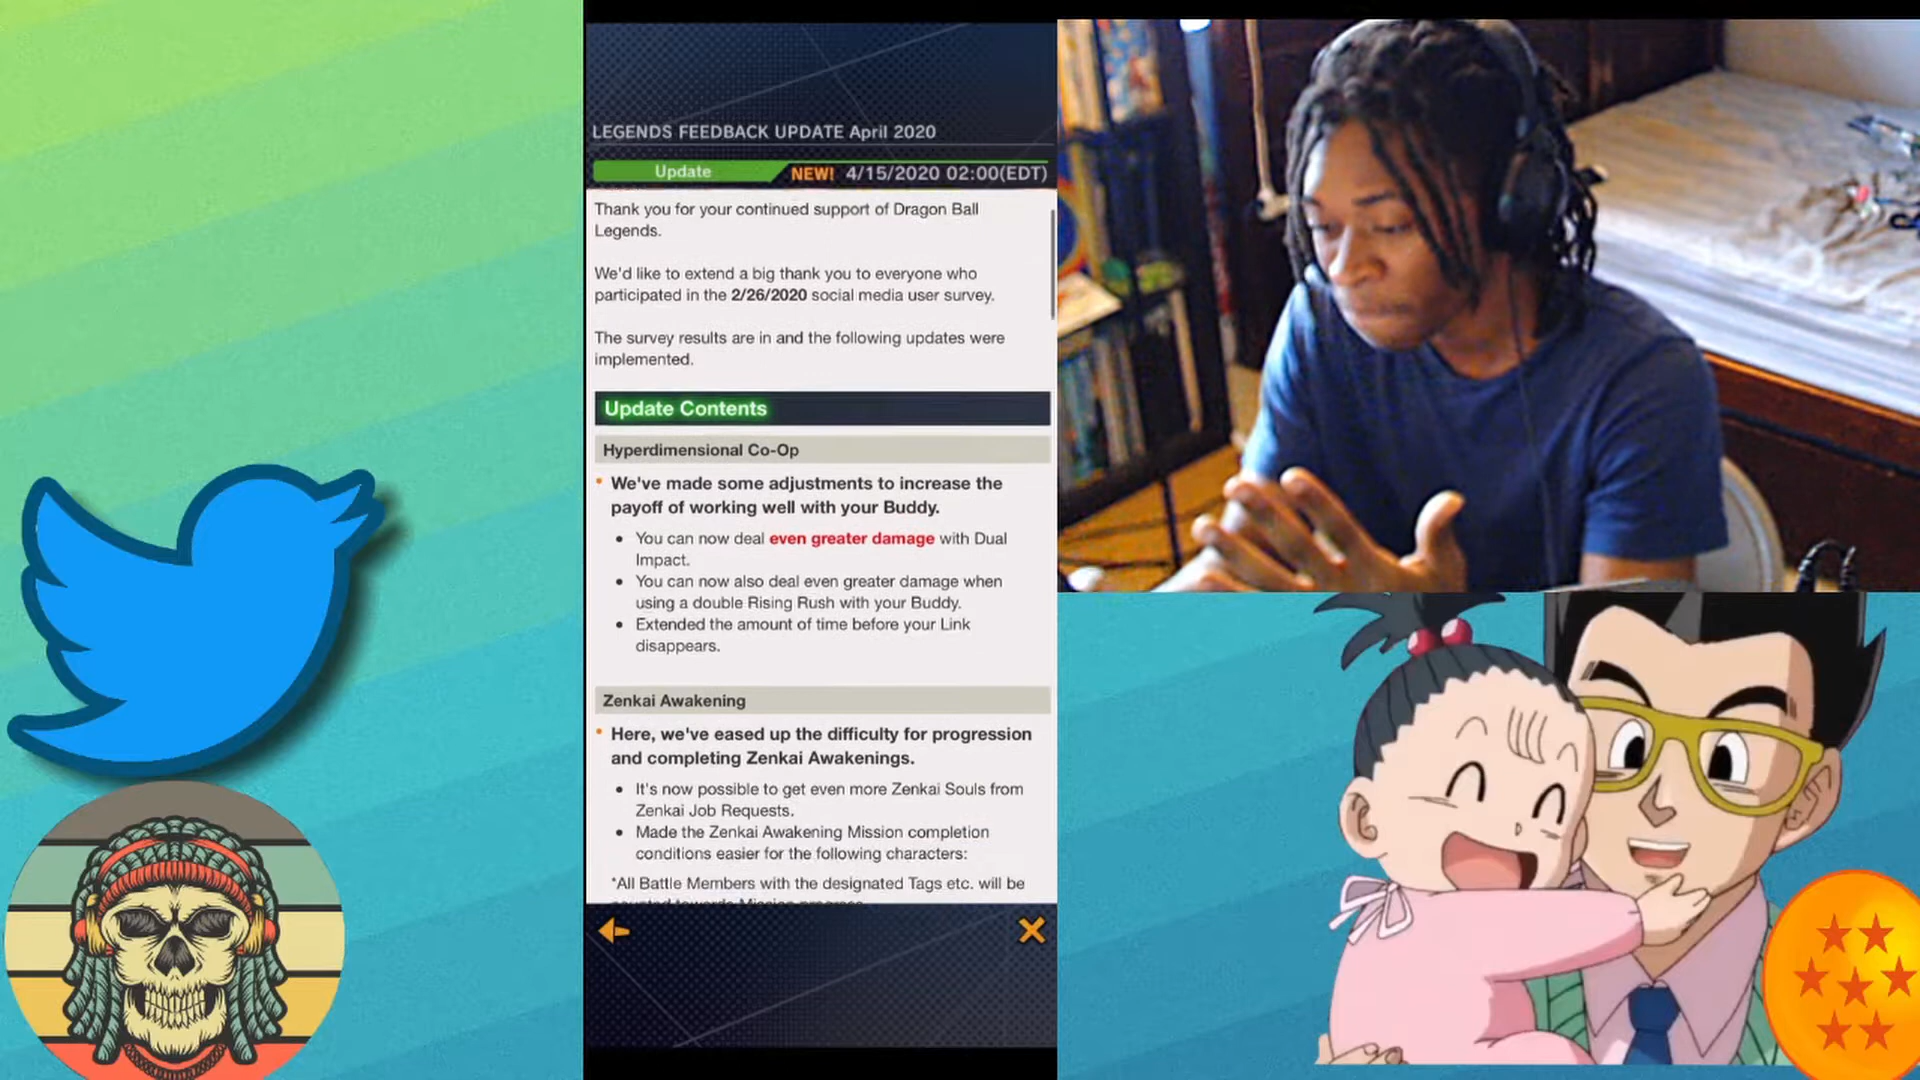 LEGENDS FEEDBACK UPDATE April 2020
Update NEW! 4/15/2020 02:00(EDT)
Thank you for your continued support of Dragon Ball
Legends.
We'd like to extend a big thank you to everyone who
participated in the 2/26/2020 social media user survey.
The survey results are in and the following updates were
implemented.
Update Contents
Hyperdimensional Co-Op
We've made some adjustments to increase the
payoff of working well with your Buddy.
You can now deal even greater damage with Dual
Impact.
You can now also deal even greater damage when
using a double Rising Rush with your Buddy.
Extended the amount of time before your Link
disappears.
Zenkai Awakening
Here, we've eased up the difficulty for progression
and completing Zenkai Awakenings.
It's now possible to get even more Zenkai Souls from
Zenkai Job Requests.
Made the Zenkai Awakening Mission completion
conditions easier for the following characters:
*All Battle Members with the designated Tags etc. will be